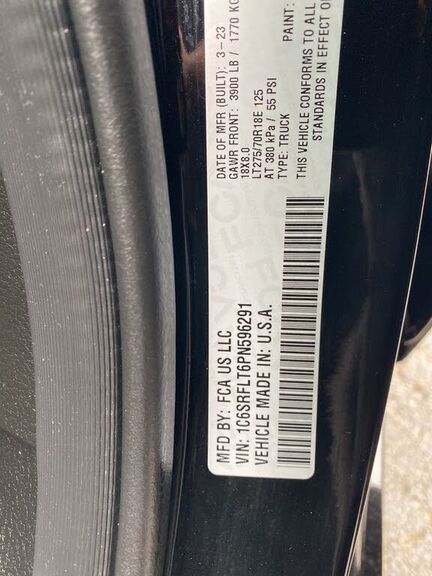 MFD BY: FCA US LLC
DATE OF MFR (BUILT): 3-23
GAWR FRONT: 3900 LB / 1770 KG
18X8.0
LT275/70R18E 125
AT 380 kPa / 55 PSI
VIN: 1C6SRFLT6PN596291
TYPE: TRUCK
PAINT:
VEHICLE MADE IN: U.S.A.
THIS VEHICLE CONFORMS TO ALL
STANDARDS IN EFFECT O